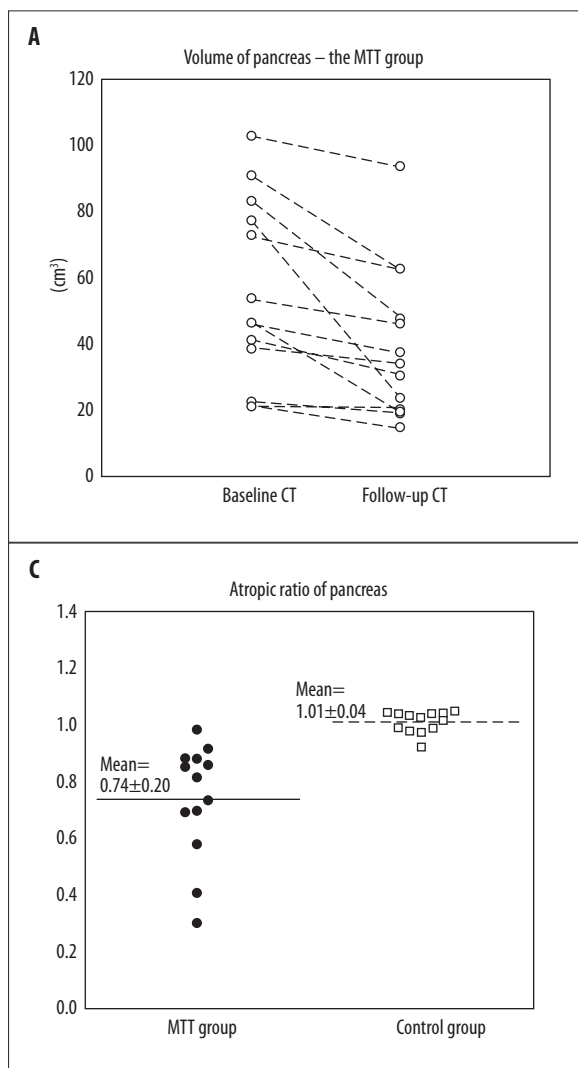 A
Volume of pancreas – the MTT group
120
100
80
60
40
20
0
(cm³)
Baseline CT
Follow-up CT
C
Atropic ratio of pancreas
1.4
1.2
1.0
0.8
0.6
0.4
0.2
0.0
Mean=
0.74±0.20
Mean=
1.01±0.04
MTT group
Control group